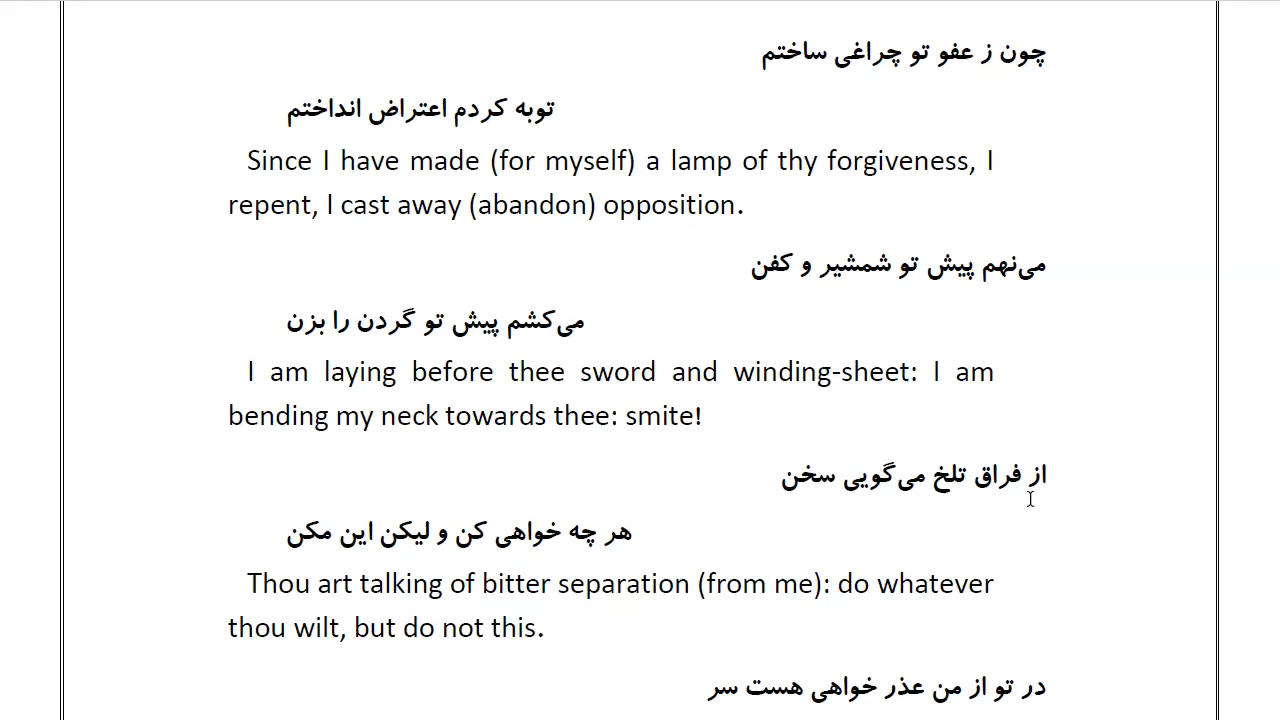 چون ز عفو تو چراغی ساختم
توبه کردم اعتراض انداختم
Since I have made (for myself) a lamp of thy forgiveness, I
repent, I cast away (abandon) opposition.
می‌نهم پیش تو شمشیر و کفن
می‌کشم پیش تو گردن را بزن
I am laying before thee sword and winding-sheet: I am
bending my neck towards thee: smite!
از فراق تلخ می‌گویی سخن
هر چه خواهی کن و لیکن این مکن
Thou art talking of bitter separation (from me): do whatever
thou wilt, but do not this.
در تو از من عذر خواهی هست سر